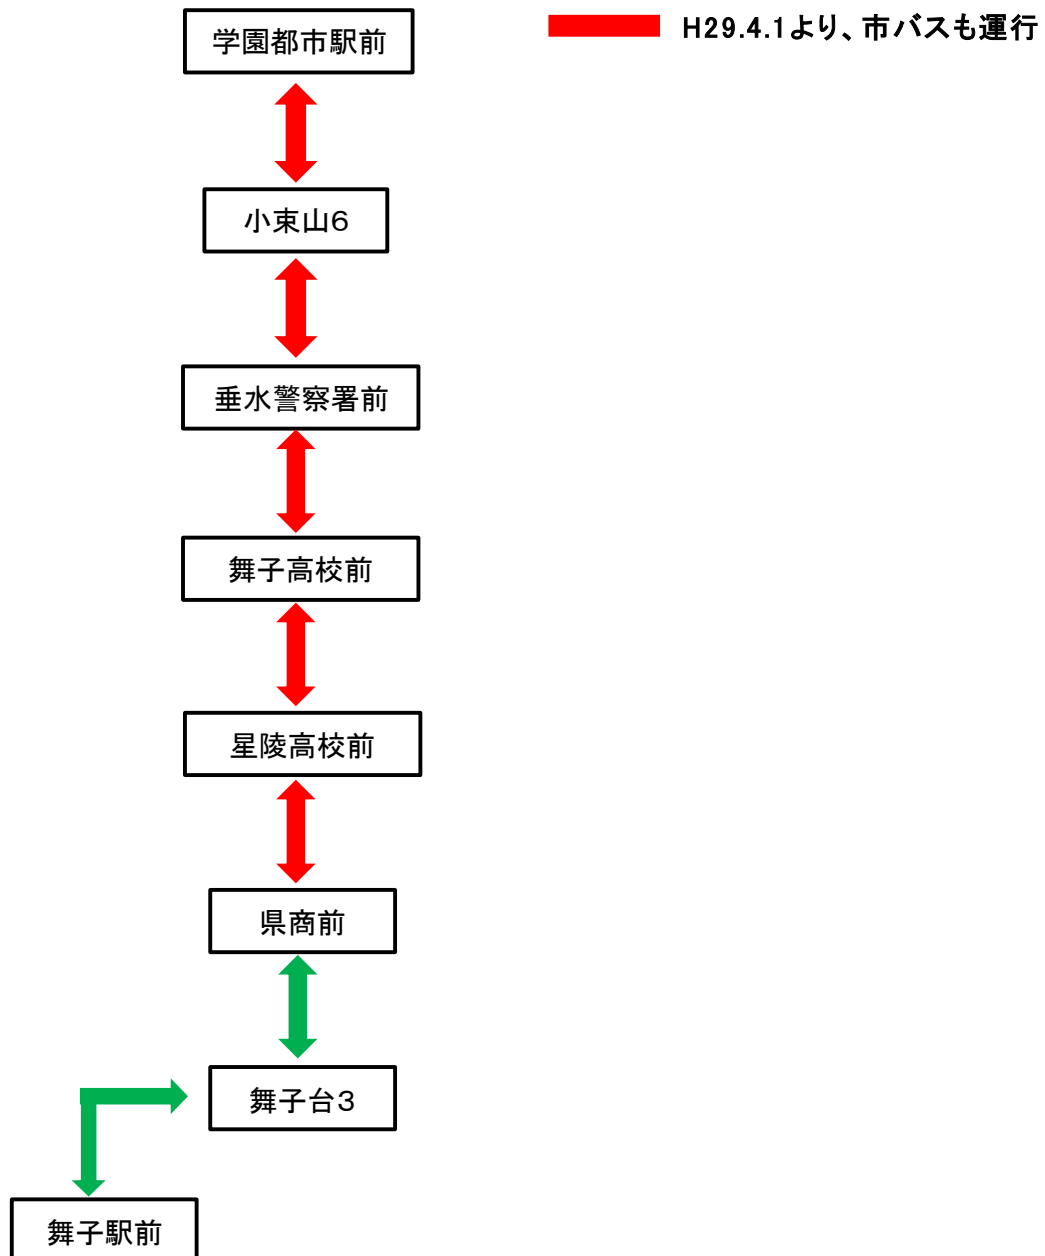 学園都市駅前
H29.4.1より、市バスも運行
小束山6
垂水警察署前
舞子高校前
星陵高校前
県商前
舞子台3
舞子駅前